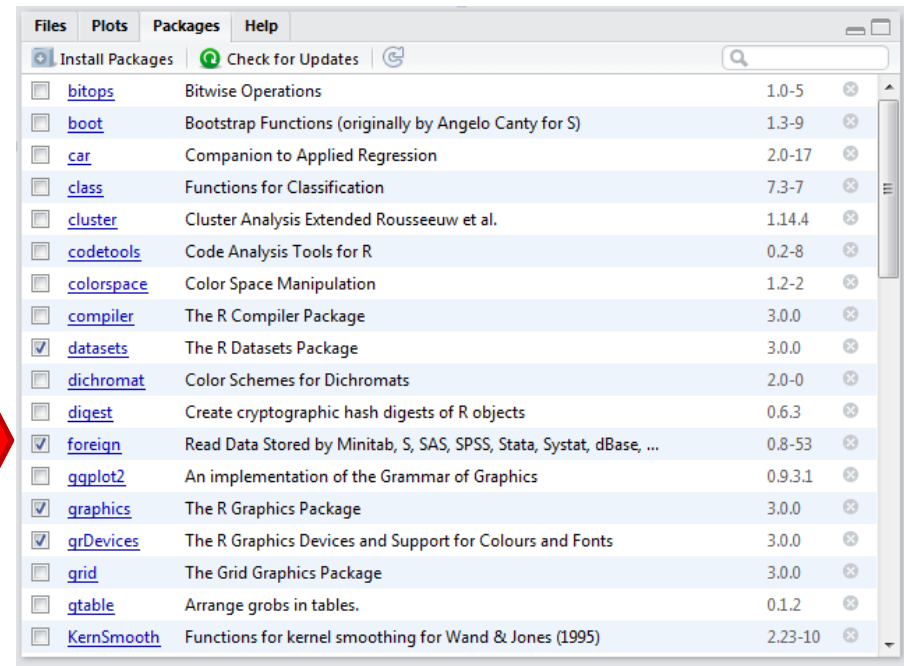 Files Plots Packages Help
Install Packages Check for Updates
bitops Bitwise Operations 1.0-5
boot Bootstrap Functions (originally by Angelo Canty for S) 1.3-9
car Companion to Applied Regression 2.0-17
class Functions for Classification 7.3-7
cluster Cluster Analysis Extended Rousseeuw et al. 1.14.4
codetools Code Analysis Tools for R 0.2-8
colorspace Color Space Manipulation 1.2-2
compiler The R Compiler Package 3.0.0
datasets The R Datasets Package 3.0.0
dichromat Color Schemes for Dichromats 2.0-0
digest Create cryptographic hash digests of R objects 0.6.3
foreign Read Data Stored by Minitab, S, SAS, SPSS, Stata, Systat, dBase, ... 0.8-53
ggplot2 An implementation of the Grammar of Graphics 0.9.3.1
graphics The R Graphics Package 3.0.0
grDevices The R Graphics Devices and Support for Colours and Fonts 3.0.0
grid The Grid Graphics Package 3.0.0
gtable Arrange grobs in tables. 0.1.2
KernSmooth Functions for kernel smoothing for Wand & Jones (1995) 2.23-10